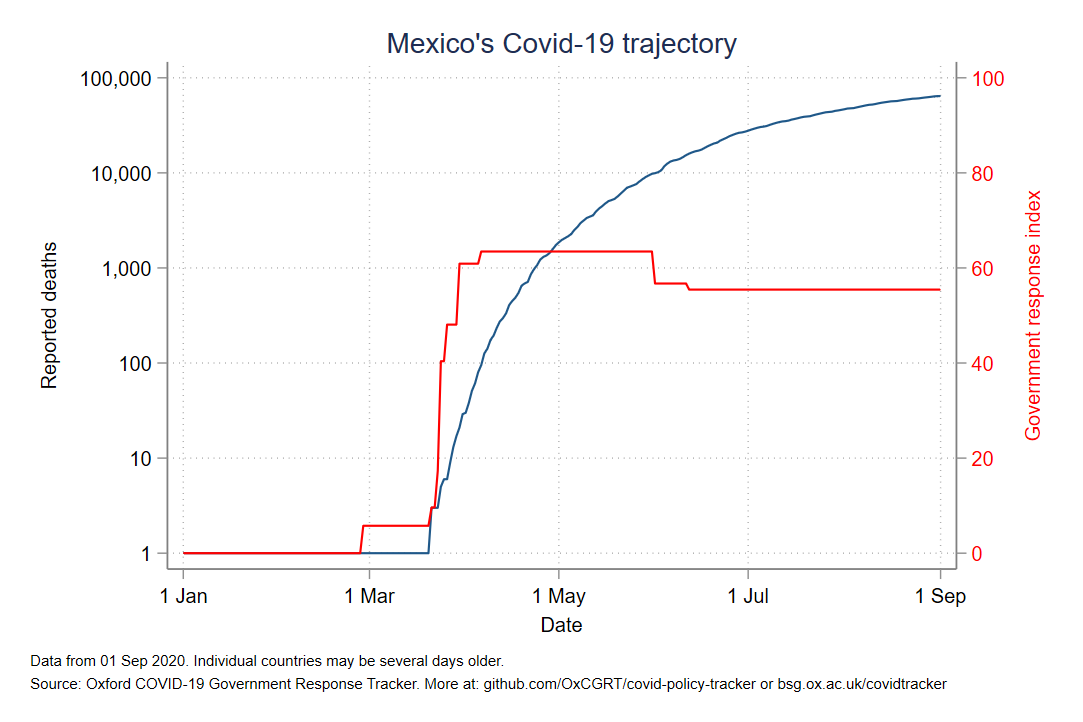 Mexico's Covid-19 trajectory
100,000
10,000
1,000
100
10
1
Reported deaths
100
80
60
40
20
0
Government response index
1 Jan
1 Mar
1 May
1 Jul
1 Sep
Date
Data from 01 Sep 2020. Individual countries may be several days older.
Source: Oxford COVID-19 Government Response Tracker. More at: github.com/OxCGRT/covid-policy-tracker or bsg.ox.ac.uk/covidtracker